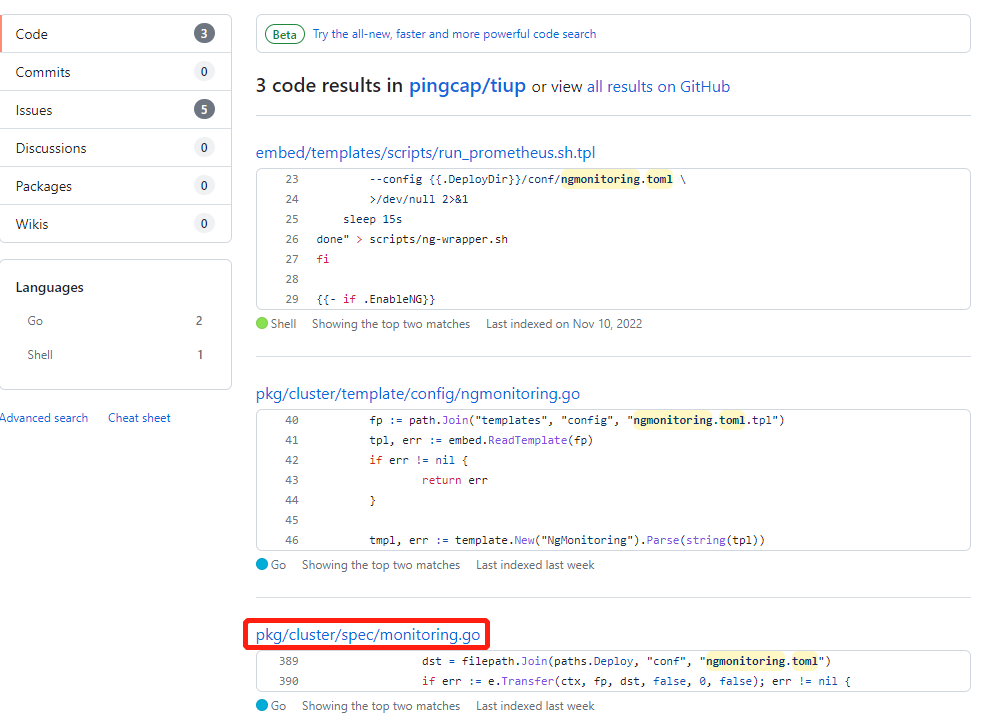 Code 3
Commits 0
Issues 5
Discussions 0
Packages 0
Wikis 0
Languages
Go 2
Shell 1
Advanced search Cheat sheet
Beta Try the all-new, faster and more powerful code search
3 code results in pingcap/tiup or view all results on GitHub
embed/templates/scripts/run_prometheus.sh.tpl
23 --config {{.DeployDir}}/conf/ngmonitoring.toml \
24 >/dev/null 2>&1
25 sleep 15s
26 done" > scripts/ng-wrapper.sh
27 fi
28
29 {{- if .EnableNG}}
Shell Showing the top two matches Last indexed on Nov 10, 2022
pkg/cluster/template/config/ngmonitoring.go
40 fp := path.Join("templates", "config", "ngmonitoring.toml.tpl")
41 tpl, err := embed.ReadTemplate(fp)
42 if err != nil {
43 return err
44 }
45
46 tmpl, err := template.New("NgMonitoring").Parse(string(tpl))
Go Showing the top two matches Last indexed last week
pkg/cluster/spec/monitoring.go
389 dst = filepath.Join(paths.Deploy, "conf", "ngmonitoring.toml")
390 if err := e.Transfer(ctx, fp, dst, false, 0, false); err != nil {
Go Showing the top two matches Last indexed last week